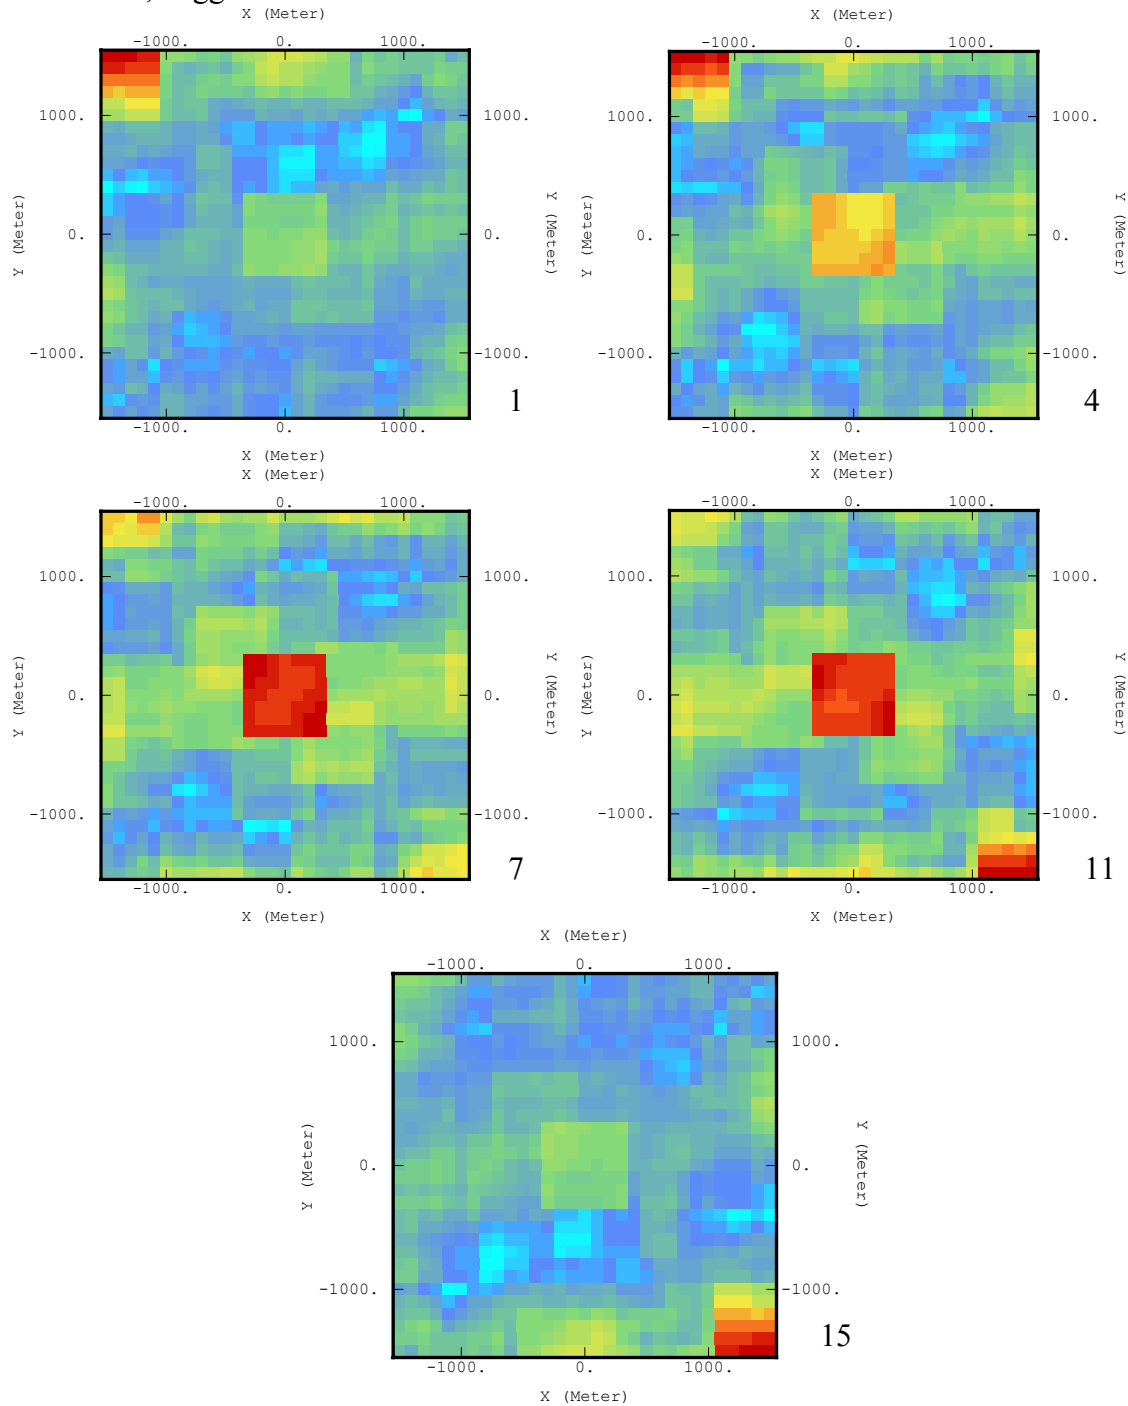 X (Meter) X (Meter)
-1000. 0. 1000. -1000. 0. 1000.
1000. 1000. 1000. 1000.
Y (Meter) 0. 0. Y (Meter) Y (Meter) 0. 0. Y (Meter)
-1000. -1000. -1000. -1000.
1 4
-1000. 0. 1000. -1000. 0. 1000.
X (Meter) X (Meter)
X (Meter) X (Meter)
-1000. 0. 1000. -1000. 0. 1000.
1000. 1000. 1000. 1000.
Y (Meter) 0. 0. Y (Meter) Y (Meter) 0. 0. Y (Meter)
-1000. -1000. -1000. -1000.
7 11
-1000. 0. 1000. -1000. 0. 1000.
X (Meter) X (Meter)
X (Meter)
-1000. 0. 1000.
1000. 1000.
Y (Meter) 0. 0. Y (Meter)
-1000. -1000.
15
-1000. 0. 1000.
X (Meter)